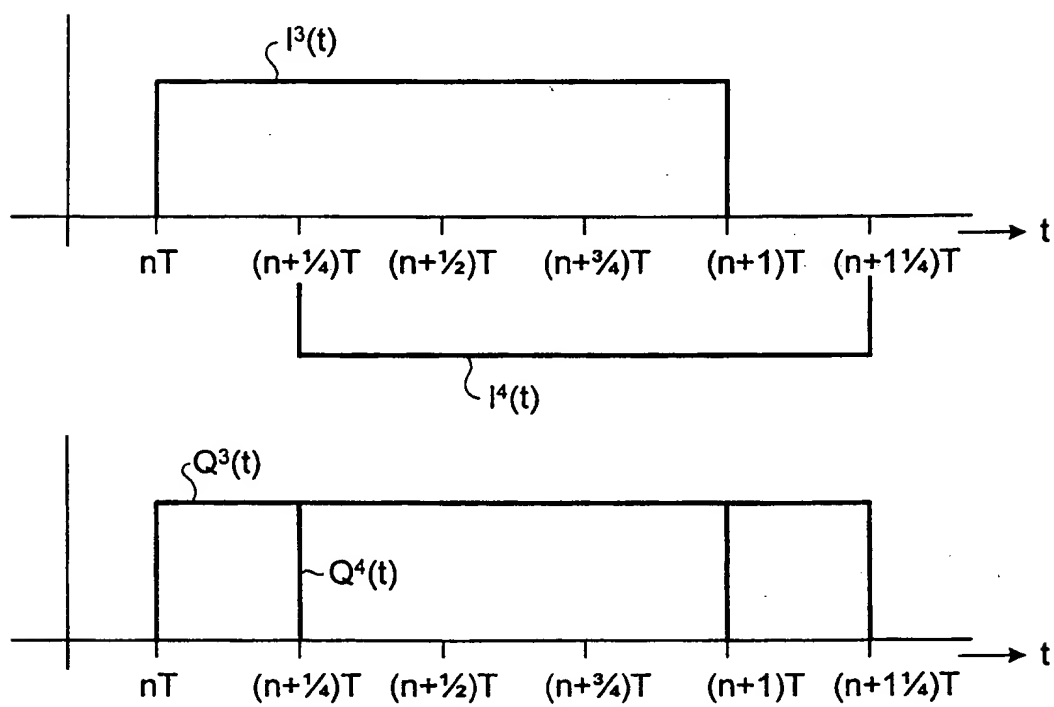 I³(t)
t
nT (n+¼)T (n+½)T (n+¾)T (n+1)T (n+1¼)T
I⁴(t)
Q³(t)
Q⁴(t)
t
nT (n+¼)T (n+½)T (n+¾)T (n+1)T (n+1¼)T